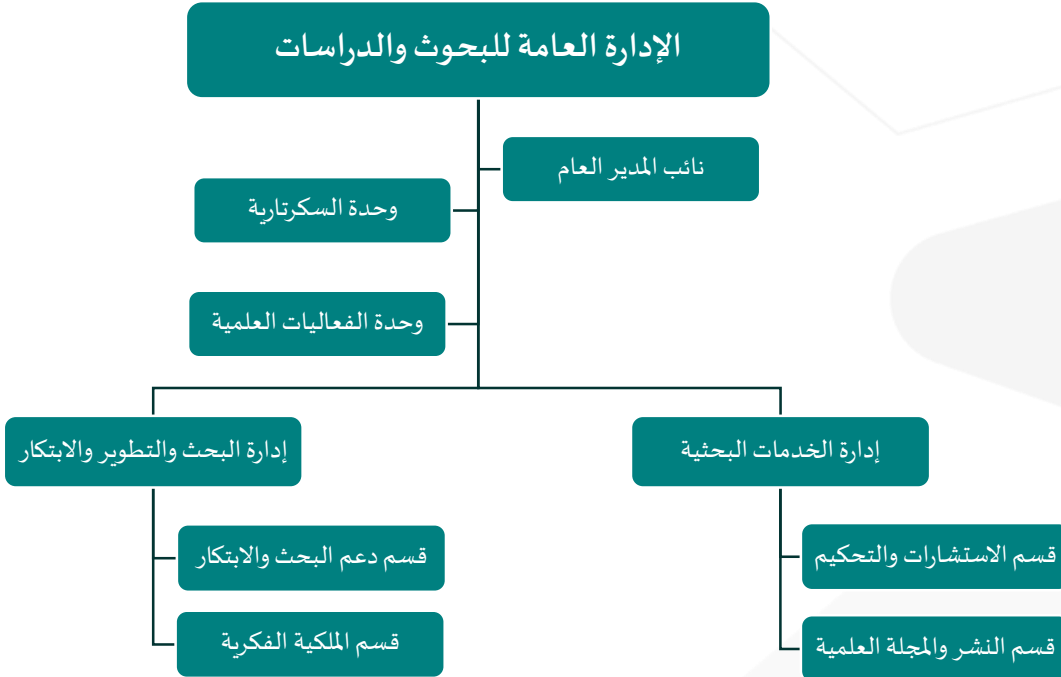 الإدارة العامة للبحوث والدراسات
نائب المدير العام
وحدة السكرتارية
وحدة الفعاليات العلمية
إدارة الخدمات البحثية
إدارة البحث والتطوير والابتكار
قسم الاستشارات والتحكيم
قسم دعم البحث والابتكار
قسم النشر والمجلة العلمية
قسم الملكية الفكرية